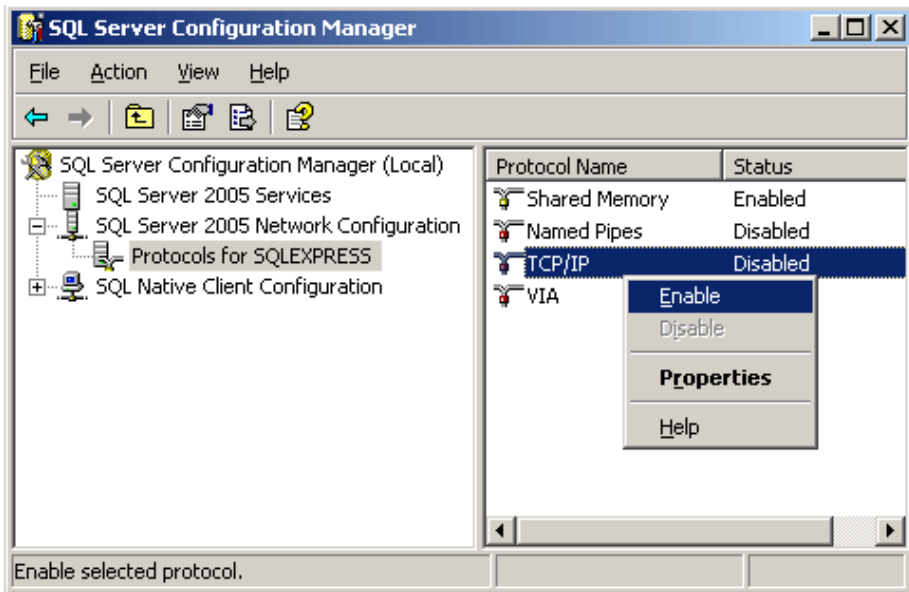 SQL Server Configuration Manager
File Action View Help
SQL Server Configuration Manager (Local)
SQL Server 2005 Services
SQL Server 2005 Network Configuration
Protocols for SQLEXPRESS
SQL Native Client Configuration
Protocol Name Status
Shared Memory Enabled
Named Pipes Disabled
TCP/IP Disabled
VIA
Enable
Disable
Properties
Help
Enable selected protocol.